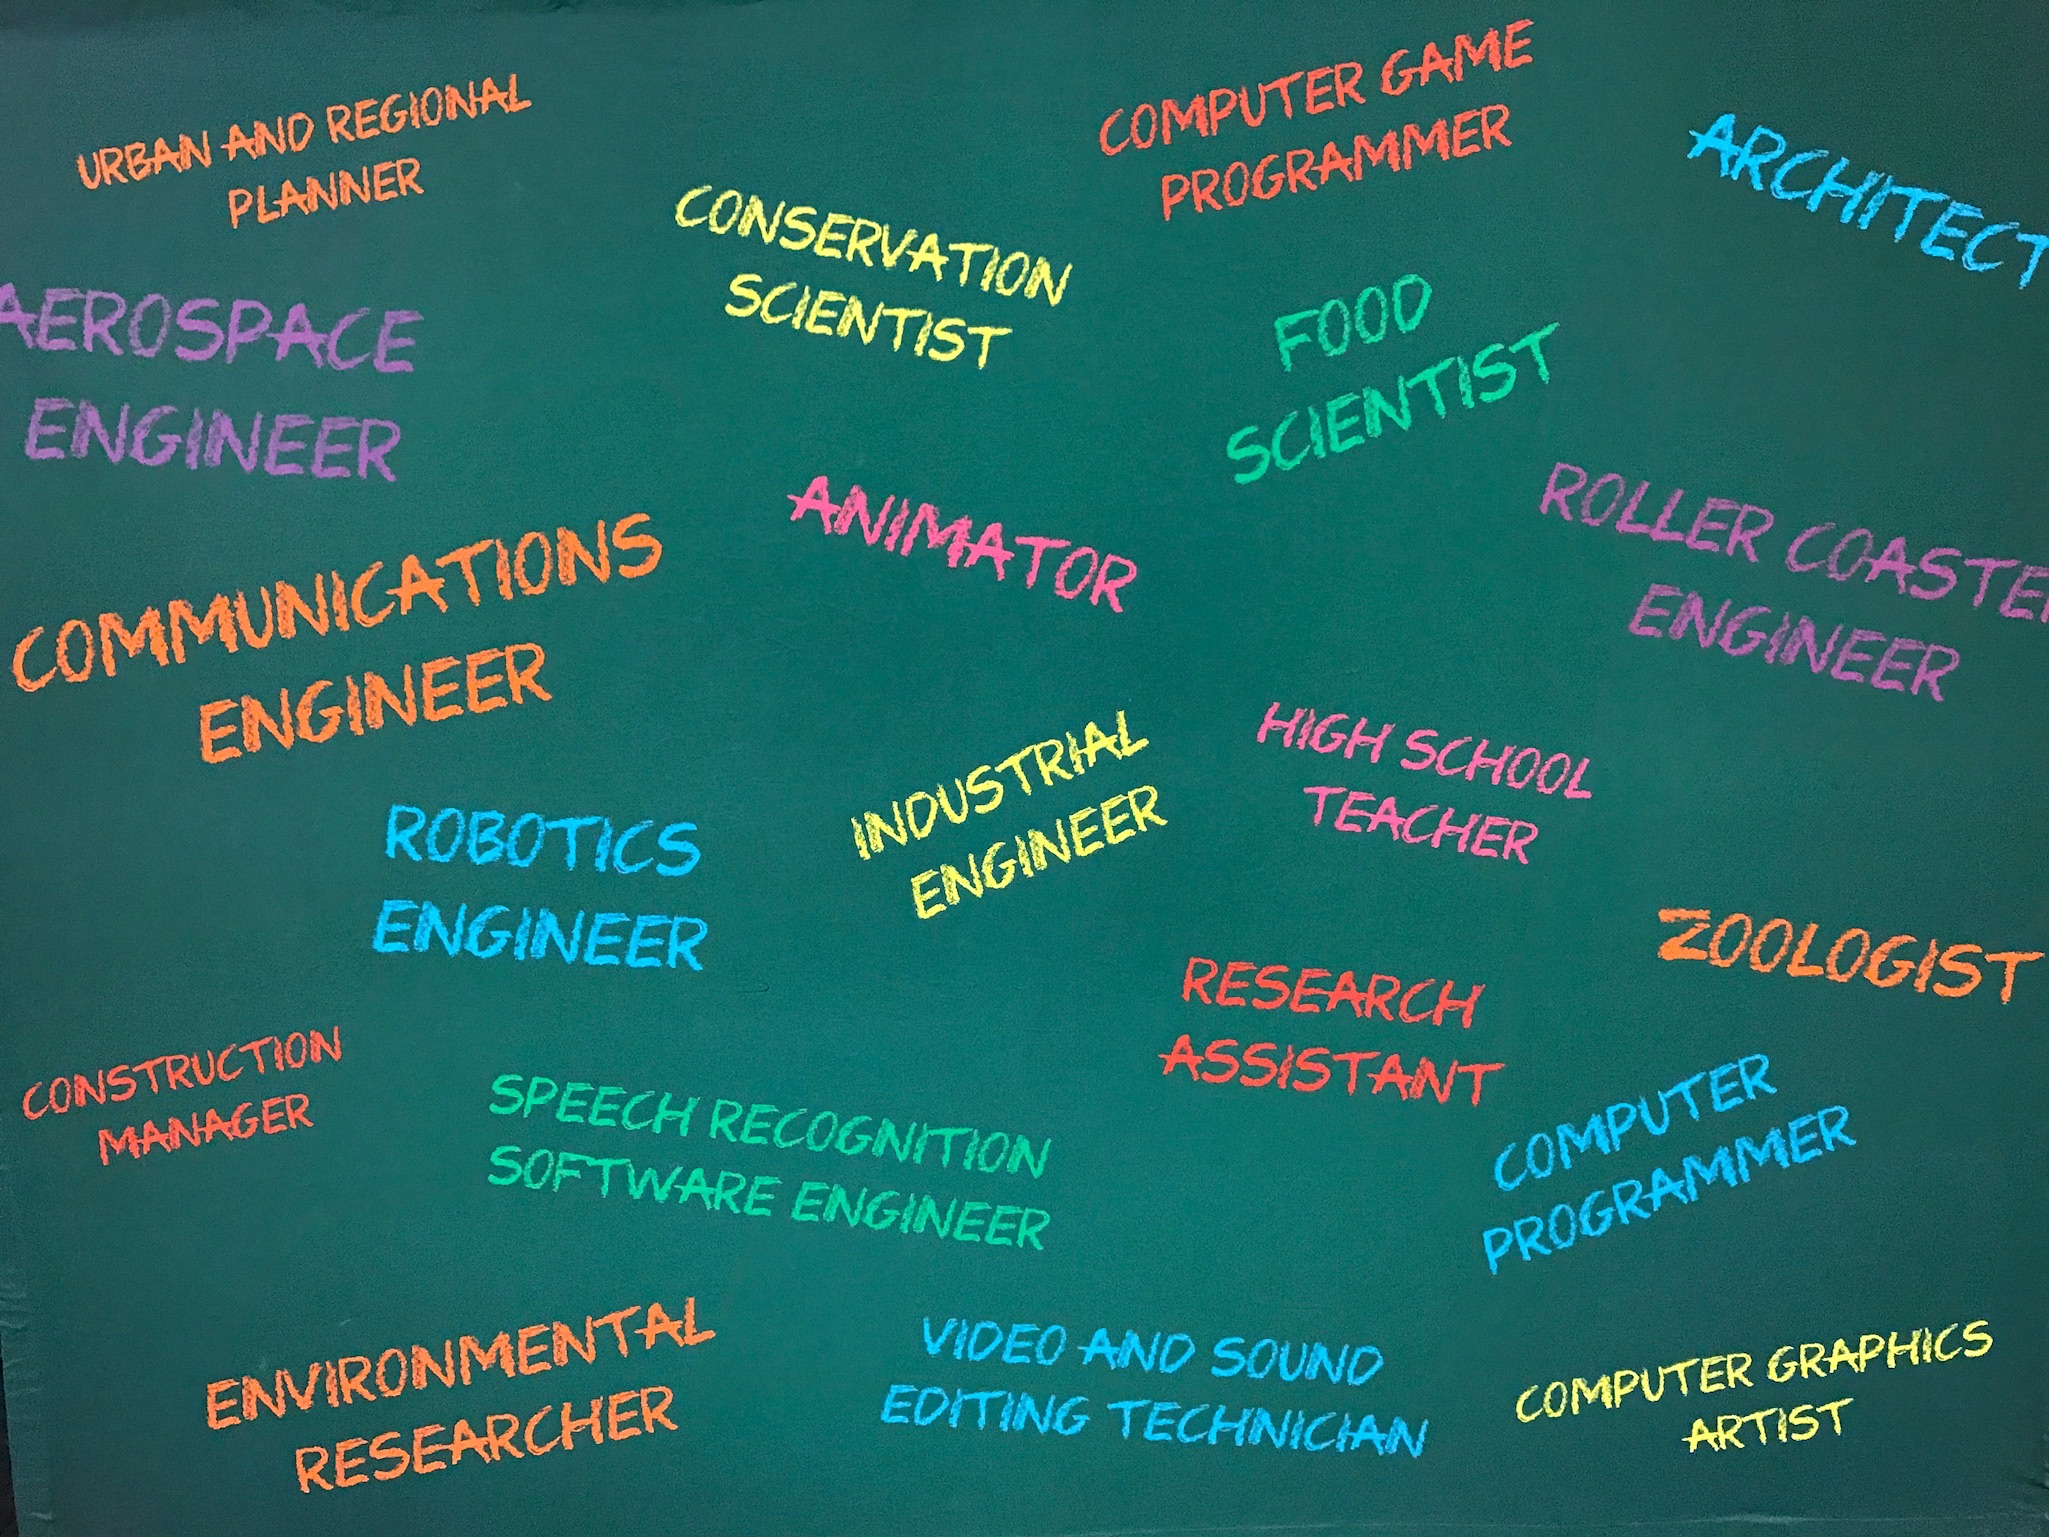 URBAN AND REGIONAL
PLANNER
COMPUTER GAME
PROGRAMMER
ARCHITECT
CONSERVATION
SCIENTIST
AEROSPACE
ENGINEER
FOOD
SCIENTIST
ANIMATOR
ROLLER COASTER
ENGINEER
COMMUNICATIONS
ENGINEER
INDUSTRIAL
ENGINEER
HIGH SCHOOL
TEACHER
ROBOTICS
ENGINEER
ZOOLOGIST
RESEARCH
ASSISTANT
CONSTRUCTION
MANAGER
SPEECH RECOGNITION
SOFTWARE ENGINEER
COMPUTER
PROGRAMMER
ENVIRONMENTAL
RESEARCHER
VIDEO AND SOUND
EDITING TECHNICIAN
COMPUTER GRAPHICS
ARTIST